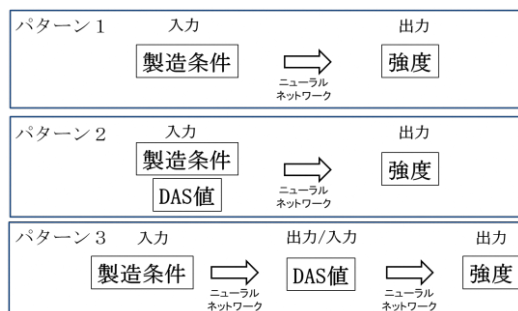 パターン１
入力
出力
製造条件
強度
ニューラル
ネットワーク
パターン２
入力
出力
製造条件
DAS値
強度
ニューラル
ネットワーク
パターン３
入力
出力/入力
出力
製造条件
DAS値
強度
ニューラル
ネットワーク
ニューラル
ネットワーク